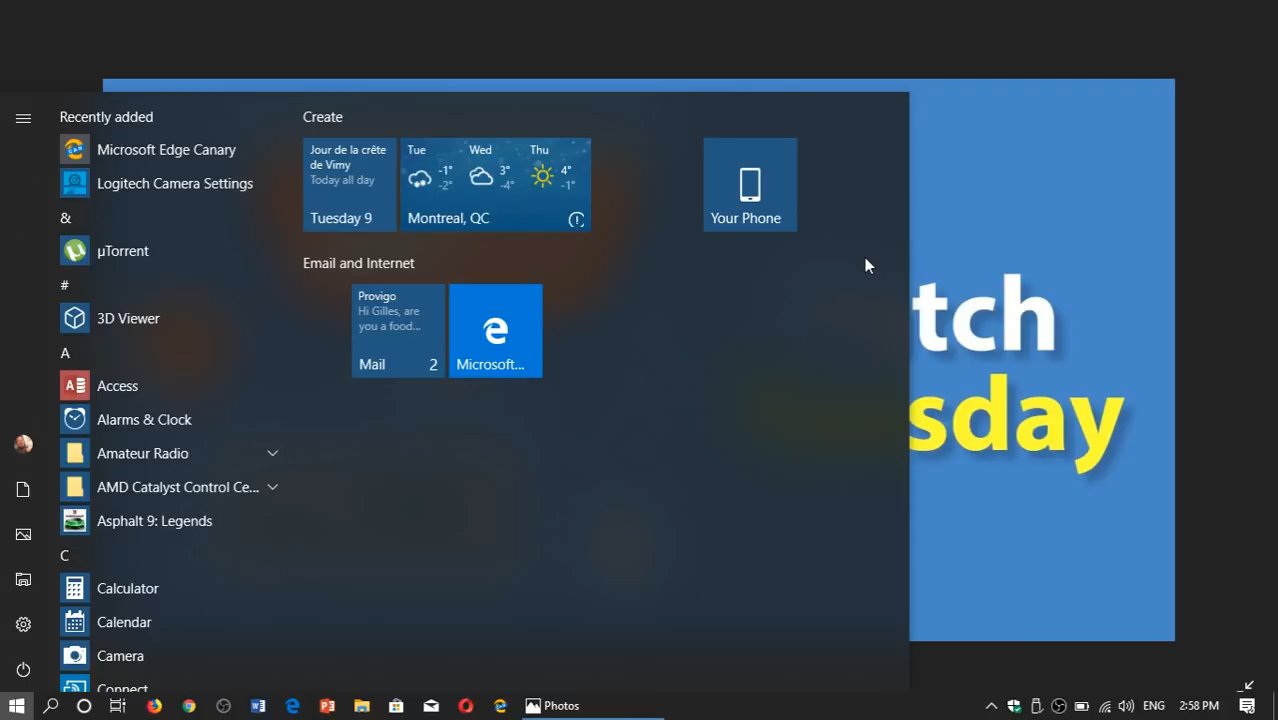 Recently added
Microsoft Edge Canary
Logitech Camera Settings
&
µTorrent
#
3D Viewer
A
Access
Alarms & Clock
Amateur Radio
AMD Catalyst Control Ce...
Asphalt 9: Legends
C
Calculator
Calendar
Camera
Connect
Create
Jour de la crête
de Vimy
Today all day
Tuesday 9
Tue Wed Thu
-1° 3° 4°
-2° -4° -1°
Montreal, QC
Your Phone
Email and Internet
Provigo
Hi Gilles, are
you a food...
Mail 2
Microsoft...
tch
sday
Photos
ENG 2:58 PM